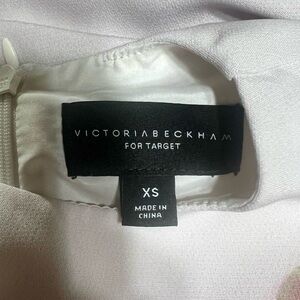 VICTORIABECKHAM
FOR TARGET
XS
MADE IN
CHINA